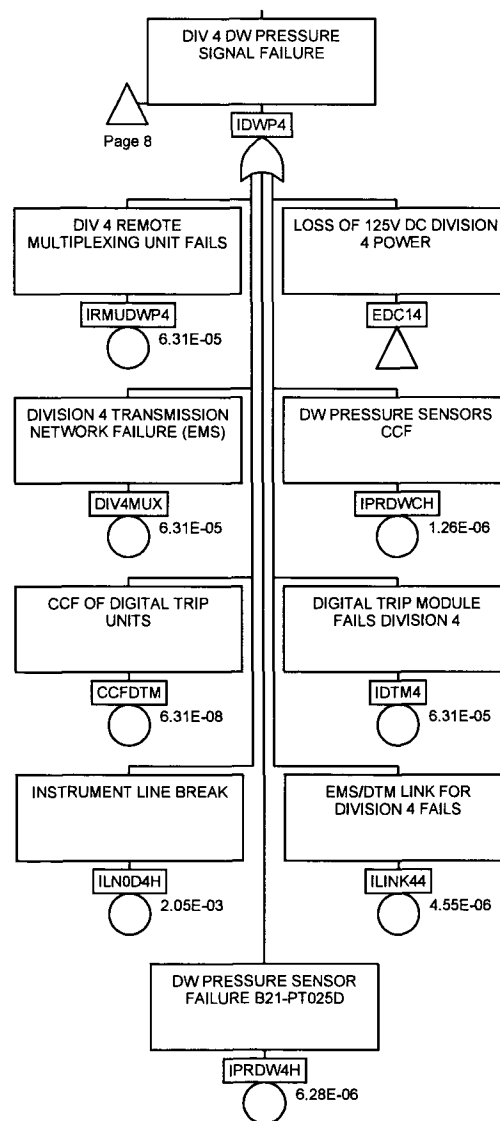 DIV 4 DW PRESSURE
SIGNAL FAILURE
Page 8
IDWP4
DIV 4 REMOTE
MULTIPLEXING UNIT FAILS
IRMUDWP4
6.31E-05
LOSS OF 125V DC DIVISION
4 POWER
EDC14
DIVISION 4 TRANSMISSION
NETWORK FAILURE (EMS)
DIV4MUX
6.31E-05
DW PRESSURE SENSORS
CCF
IPRDWCH
1.26E-06
CCF OF DIGITAL TRIP
UNITS
CCFDTM
6.31E-08
DIGITAL TRIP MODULE
FAILS DIVISION 4
IDTM4
6.31E-05
INSTRUMENT LINE BREAK
ILN0D4H
2.05E-03
EMS/DTM LINK FOR
DIVISION 4 FAILS
ILINK44
4.55E-06
DW PRESSURE SENSOR
FAILURE B21-PT025D
IPRDW4H
6.28E-06